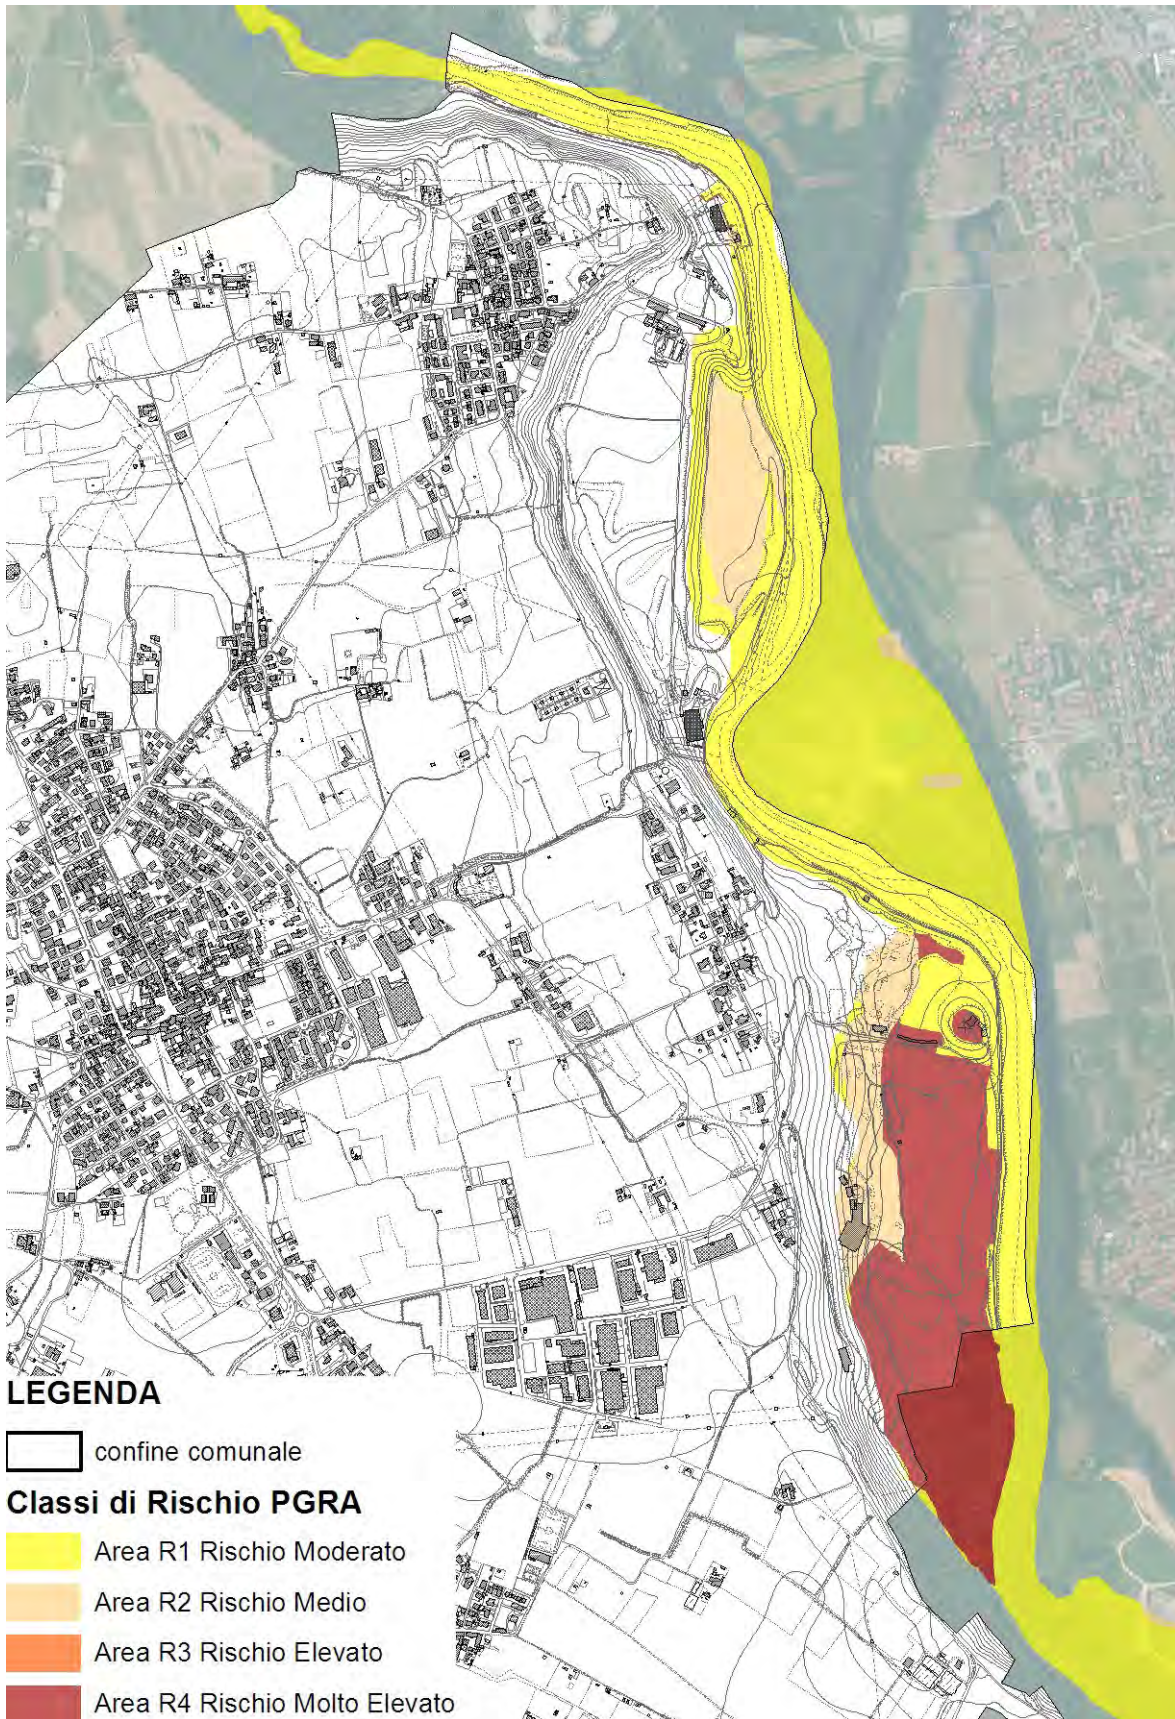 LEGENDA
confine comunale
Classi di Rischio PGRA
Area R1 Rischio Moderato
Area R2 Rischio Medio
Area R3 Rischio Elevato
Area R4 Rischio Molto Elevato